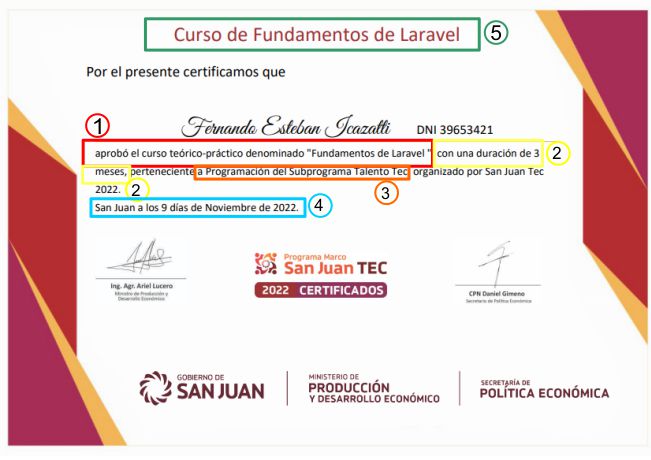 Curso de Fundamentos de Laravel
5
Por el presente certificamos que
1
Fernando Esteban Icazatti DNI 39653421
aprobó el curso teórico-práctico denominado "Fundamentos de Laravel " con una duración de 3
2
meses, perteneciente a Programación del Subprograma Talento Tec, organizado por San Juan Tec
2022.
2
3
San Juan a los 9 días de Noviembre de 2022.
4
Ing. Agr. Ariel Lucero
Ministro de Producción y
Desarrollo Económico
Programa Marco
San Juan TEC
2022 CERTIFICADOS
CPN Daniel Gimeno
Secretario de Política Económica
GOBIERNO DE
SAN JUAN
MINISTERIO DE
PRODUCCIÓN
Y DESARROLLO ECONÓMICO
SECRETARÍA DE
POLÍTICA ECONÓMICA